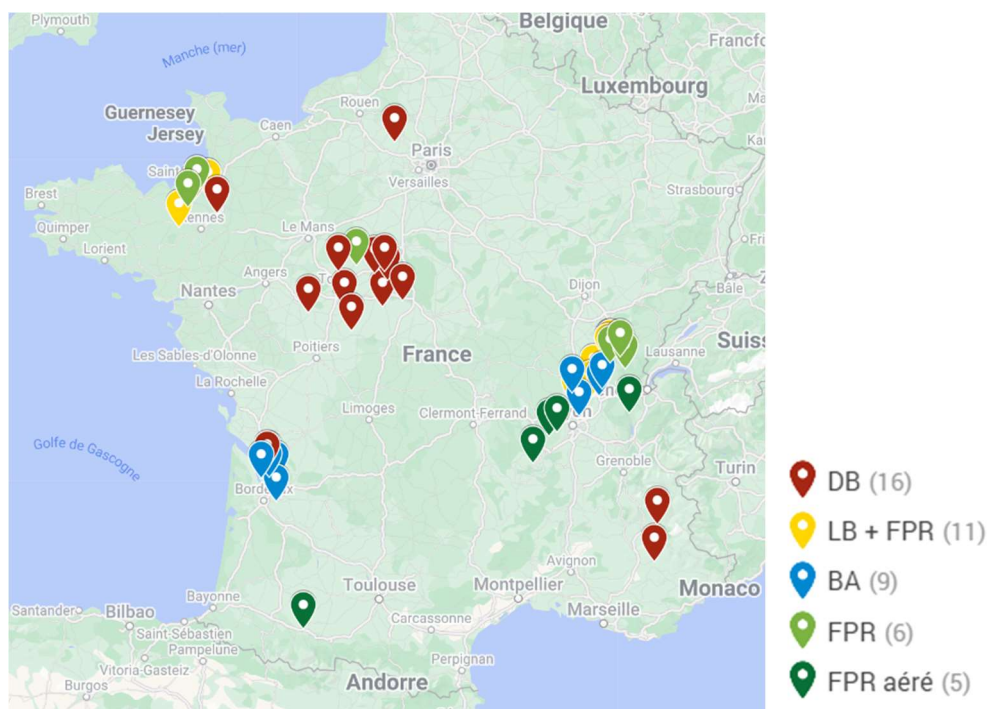 Plymouth
Belgique
Manche (mer)
Francfo
Luxembourg
Rouen
Guernesey
Jersey
Caen
Paris
Versailles
Saint
Strasbourg
Brest
ennes
Quimper
Le Mans
Lorient
Angers
To
Dijon
Bâle
Nantes
Poitiers
France
Lausanne
Suiss
Les Sables-d'Olonne
La Rochelle
Limoges
Clermont-Ferrand
on
Golfe de Gascogne
Grenoble
Turin
Bordeaux
Avignon
Toulouse
Montpellier
Monaco
Bayonne
Marseille
Santander
Bilbao
Carcassonne
Saint-Sébastien
Pampelune
Perpignan
Vitoria-Gasteiz
Burgos
Andorre
DB (16)
LB + FPR (11)
BA (9)
FPR (6)
FPR aéré (5)